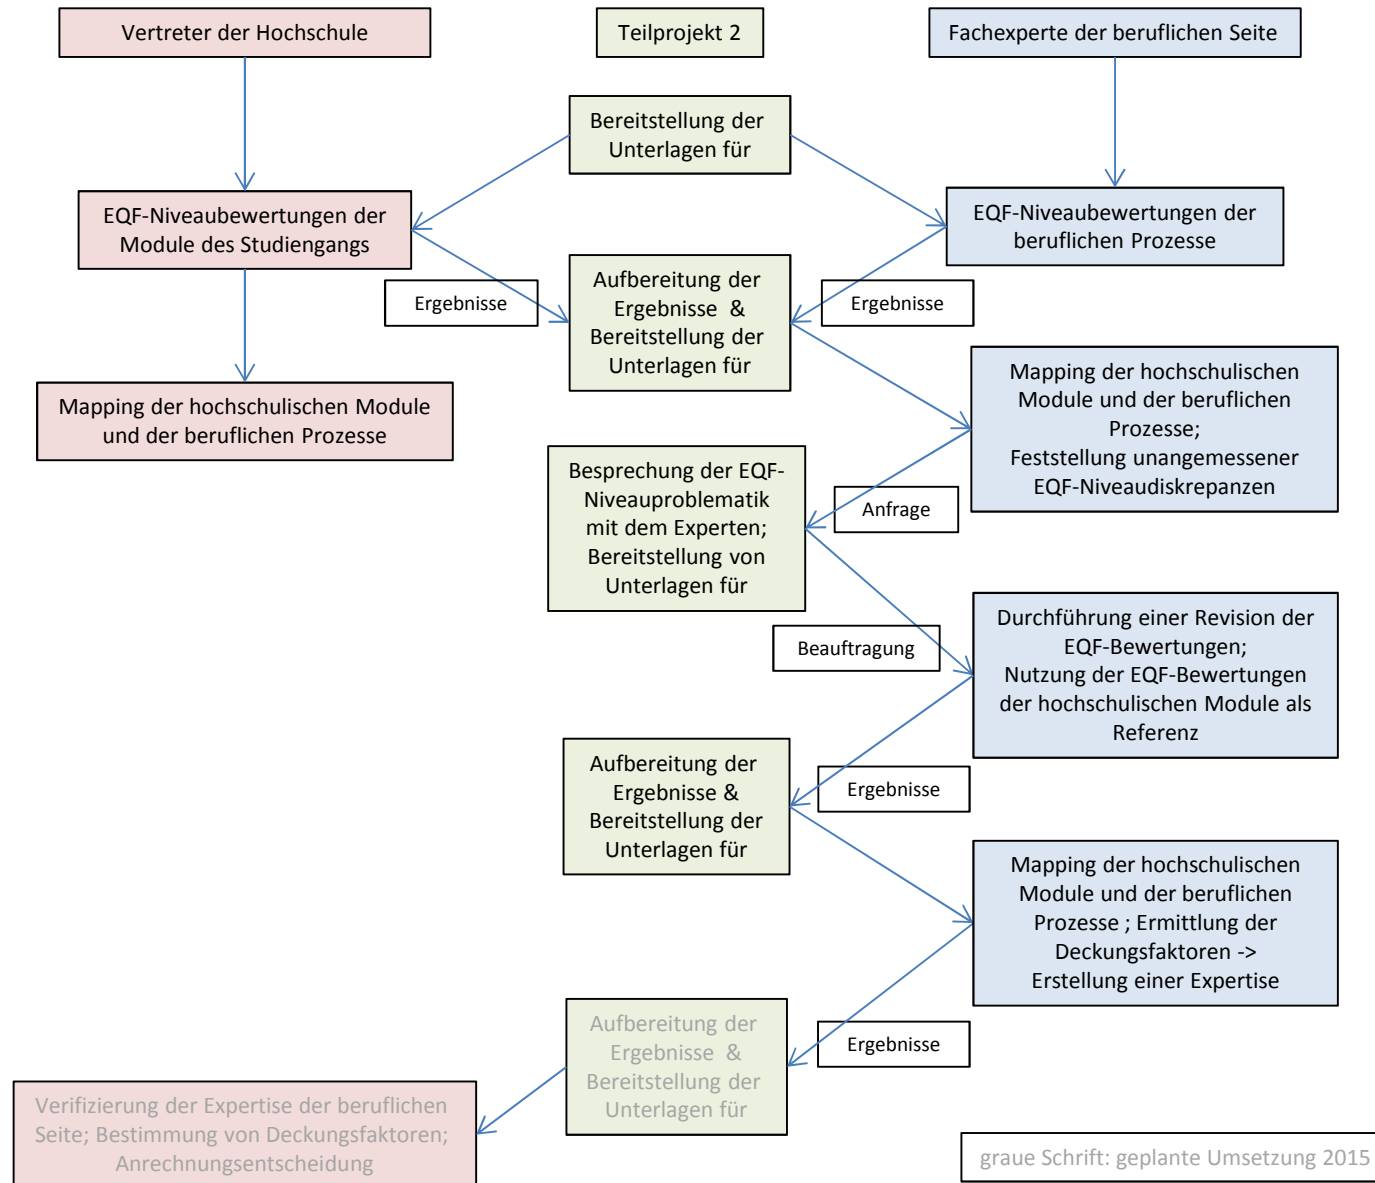 Vertreter der Hochschule
Teilprojekt 2
Fachexperte der beruflichen Seite
Bereitstellung der
Unterlagen für
EQF-Niveaubewertungen der
Module des Studiengangs
EQF-Niveaubewertungen der
beruflichen Prozesse
Ergebnisse
Aufbereitung der
Ergebnisse &
Bereitstellung der
Unterlagen für
Ergebnisse
Mapping der hochschulischen Module
und der beruflichen Prozesse
Mapping der hochschulischen
Module und der beruflichen
Prozesse;
Feststellung unangemessener
EQF-Niveaudiskrepanzen
Besprechung der EQF-
Niveauproblematik
mit dem Experten;
Bereitstellung von
Unterlagen für
Anfrage
Beauftragung
Durchführung einer Revision der
EQF-Bewertungen;
Nutzung der EQF-Bewertungen
der hochschulischen Module als
Referenz
Aufbereitung der
Ergebnisse &
Bereitstellung der
Unterlagen für
Ergebnisse
Mapping der hochschulischen
Module und der beruflichen
Prozesse ; Ermittlung der
Deckungsfaktoren ->
Erstellung einer Expertise
Aufbereitung der
Ergebnisse &
Bereitstellung der
Unterlagen für
Ergebnisse
Verifizierung der Expertise der beruflichen
Seite; Bestimmung von Deckungsfaktoren;
Anrechnungsentscheidung
graue Schrift: geplante Umsetzung 2015